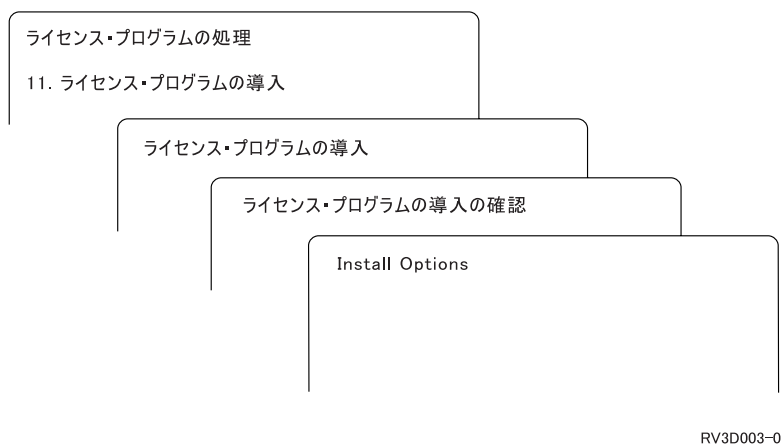 ライセンス・プログラムの処理
11. ライセンス・プログラムの導入
ライセンス・プログラムの導入
ライセンス・プログラムの導入の確認
Install Options
RV3D003-0